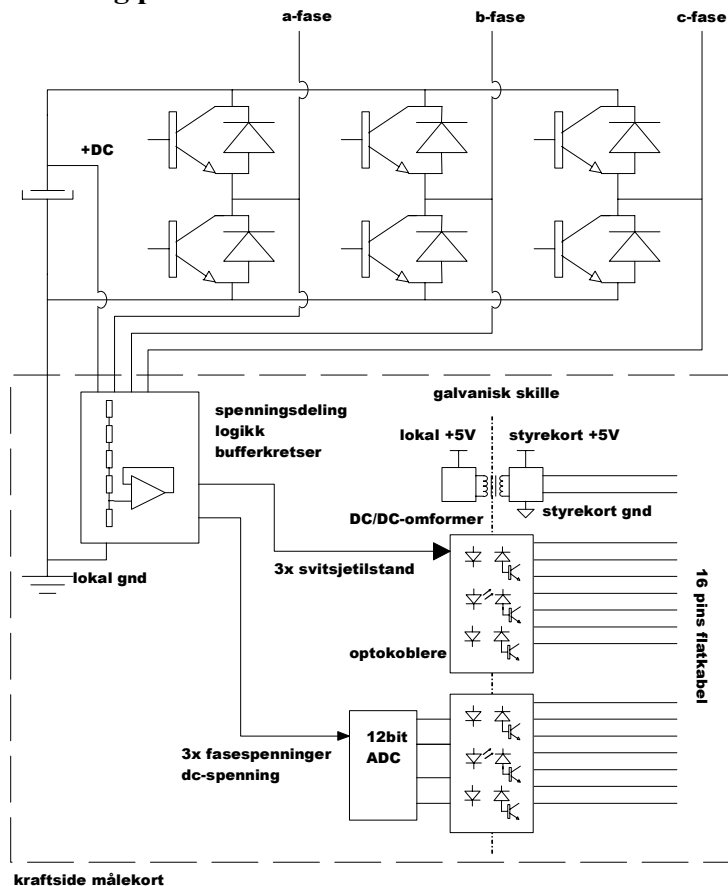 a-fase
b-fase
c-fase
+DC
galvanisk skille
spenningsdeling
logikk
bufferkretser
lokal +5V
styrekort +5V
styrekort gnd
DC/DC-omformer
lokal gnd
3x svitsjetilstand
optokoblere
16 pins flatkabel
12bit
ADC
3x fasespenninger
dc-spenning
kraftside målekort